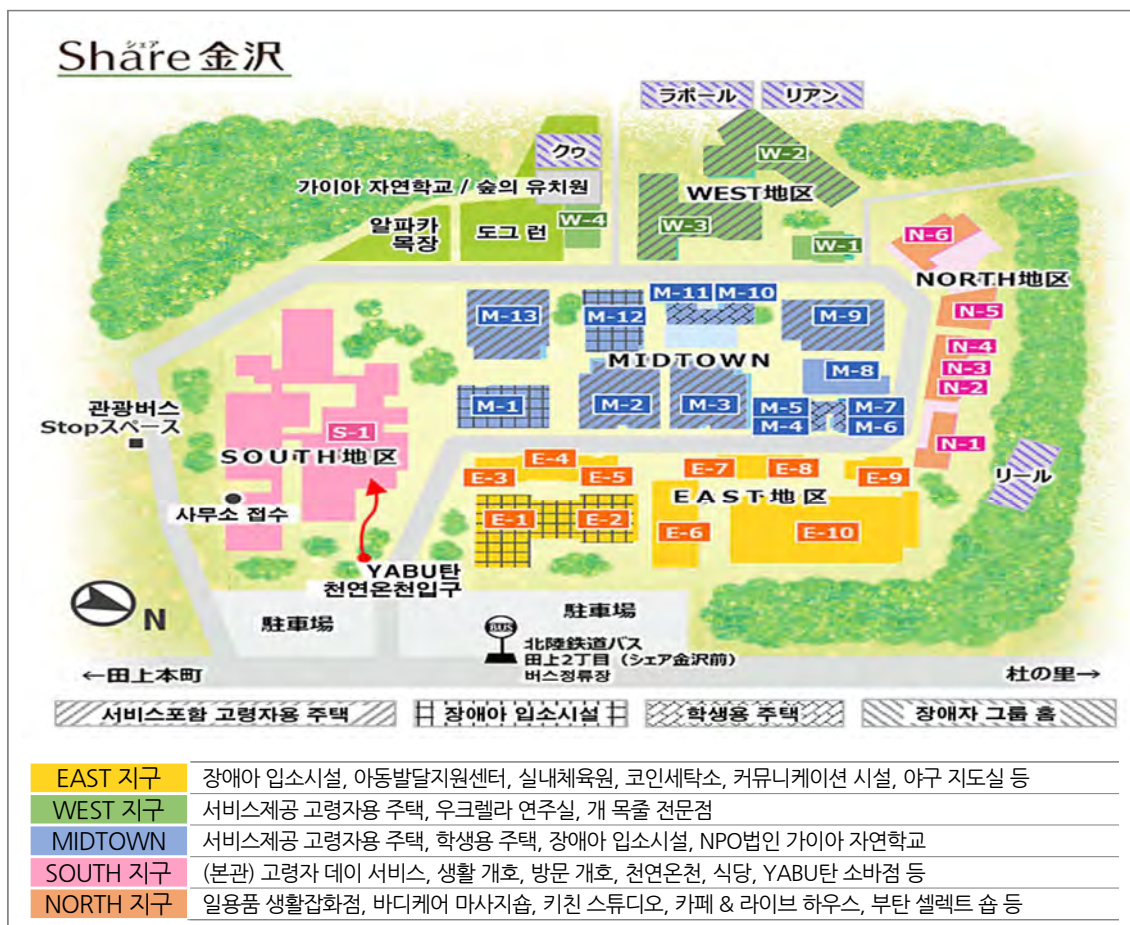 シェア
Share金沢
ラポール
リアン
クゥ
W-2
가이아 자연학교 / 숲의 유치원
WEST地区
알파카
목장
도그 런
W-4
W-3
W-1
N-6
NORTH地区
M-11
M-10
M-13
M-12
M-9
N-5
MIDTOWN
N-4
M-8
N-3
N-2
관광버스
Stopスペース
M-1
M-2
M-3
M-5
M-7
M-4
M-6
S-1
SOUTH地区
N-1
E-4
E-3
E-5
E-7
E-8
E-9
リール
EAST地区
사무소 접수
E-1
E-2
E-6
E-10
YABU탄
천연온천입구
N
駐車場
駐車場
BUS
北陸鉄道バス
田上2丁目（シェア金沢前）
버스정류장
←田上本町
杜の里→
서비스포함 고령자용 주택
장애아 입소시설
학생용 주택
장애자 그룹 홈
EAST 지구 장애아 입소시설, 아동발달지원센터, 실내체육원, 코인세탁소, 커뮤니케이션 시설, 야구 지도실 등
WEST 지구 서비스제공 고령자용 주택, 우크렐라 연주실, 개 목줄 전문점
MIDTOWN 서비스제공 고령자용 주택, 학생용 주택, 장애아 입소시설, NPO법인 가이아 자연학교
SOUTH 지구 (본관) 고령자 데이 서비스, 생활 개호, 방문 개호, 천연온천, 식당, YABU탄 소바점 등
NORTH 지구 일용품 생활잡화점, 바디케어 마사지숍, 키친 스튜디오, 카페 & 라이브 하우스, 부탄 셀렉트 숍 등